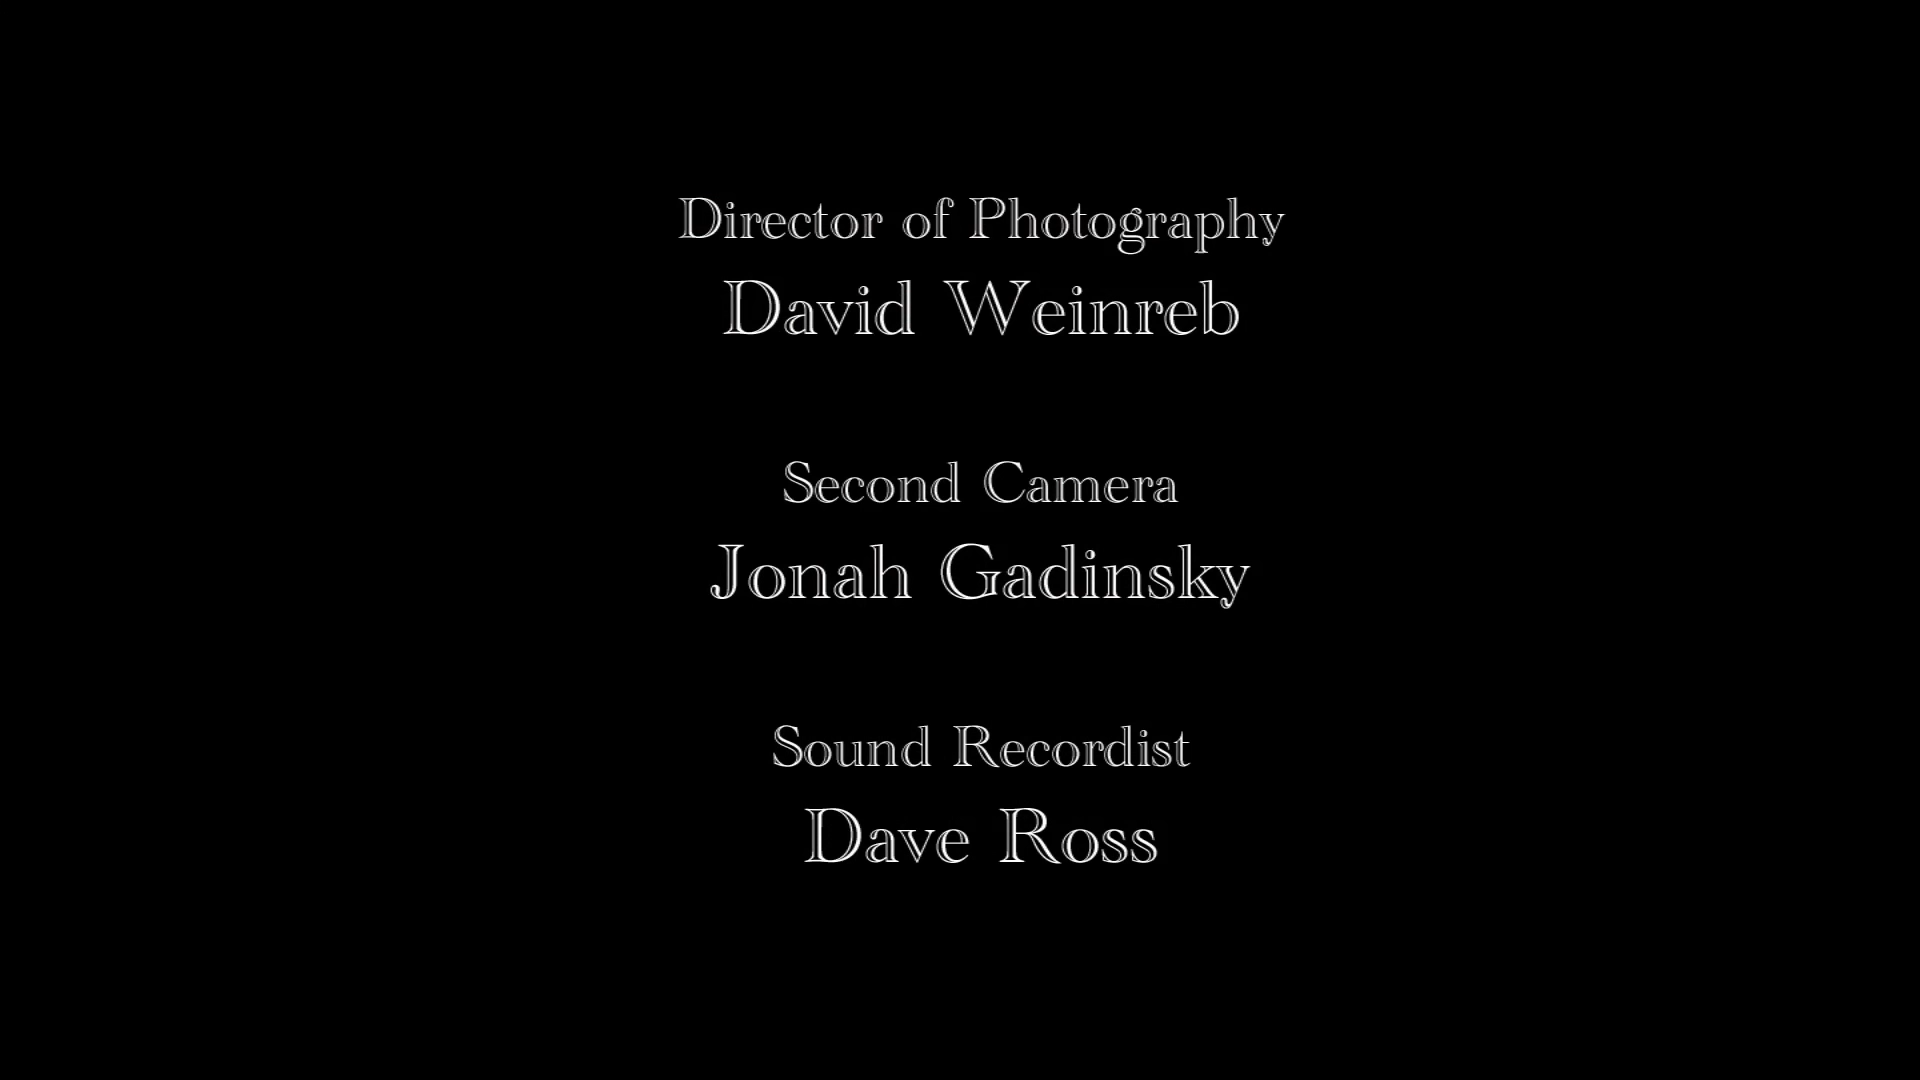 Director of Photography
David Weinreb
Second Camera
Jonah Gadinsky
Sound Recordist
Dave Ross